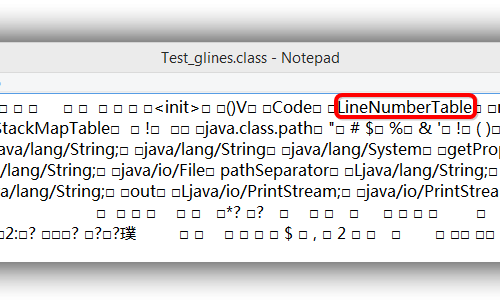 Test_glines.class - Notepad
□ □ □ □ □ □ □ □ □<init>□ □()V□ □Code□ □LineNumberTable□ □
StackMapTable□ □ !□ □□ □java.class.path□ "□ # $□ %□ & '□ !□ ( )□
ava/lang/String;□ □java/lang/String□ □java/lang/System□ □getProp
/lang/String;□ □java/io/File□ pathSeparator□ □Ljava/lang/String;□
va/lang/String;□ □out□ □Ljava/io/PrintStream;□ □java/io/PrintStrea
□ □ □ □ □ □ □*? □? □ □ □ □ □ □ □ □ □
□2:□? □□□? □?□?璞 □ □ □ □ □ □ $ □ , □ 2 □ □ □ □ □□ □